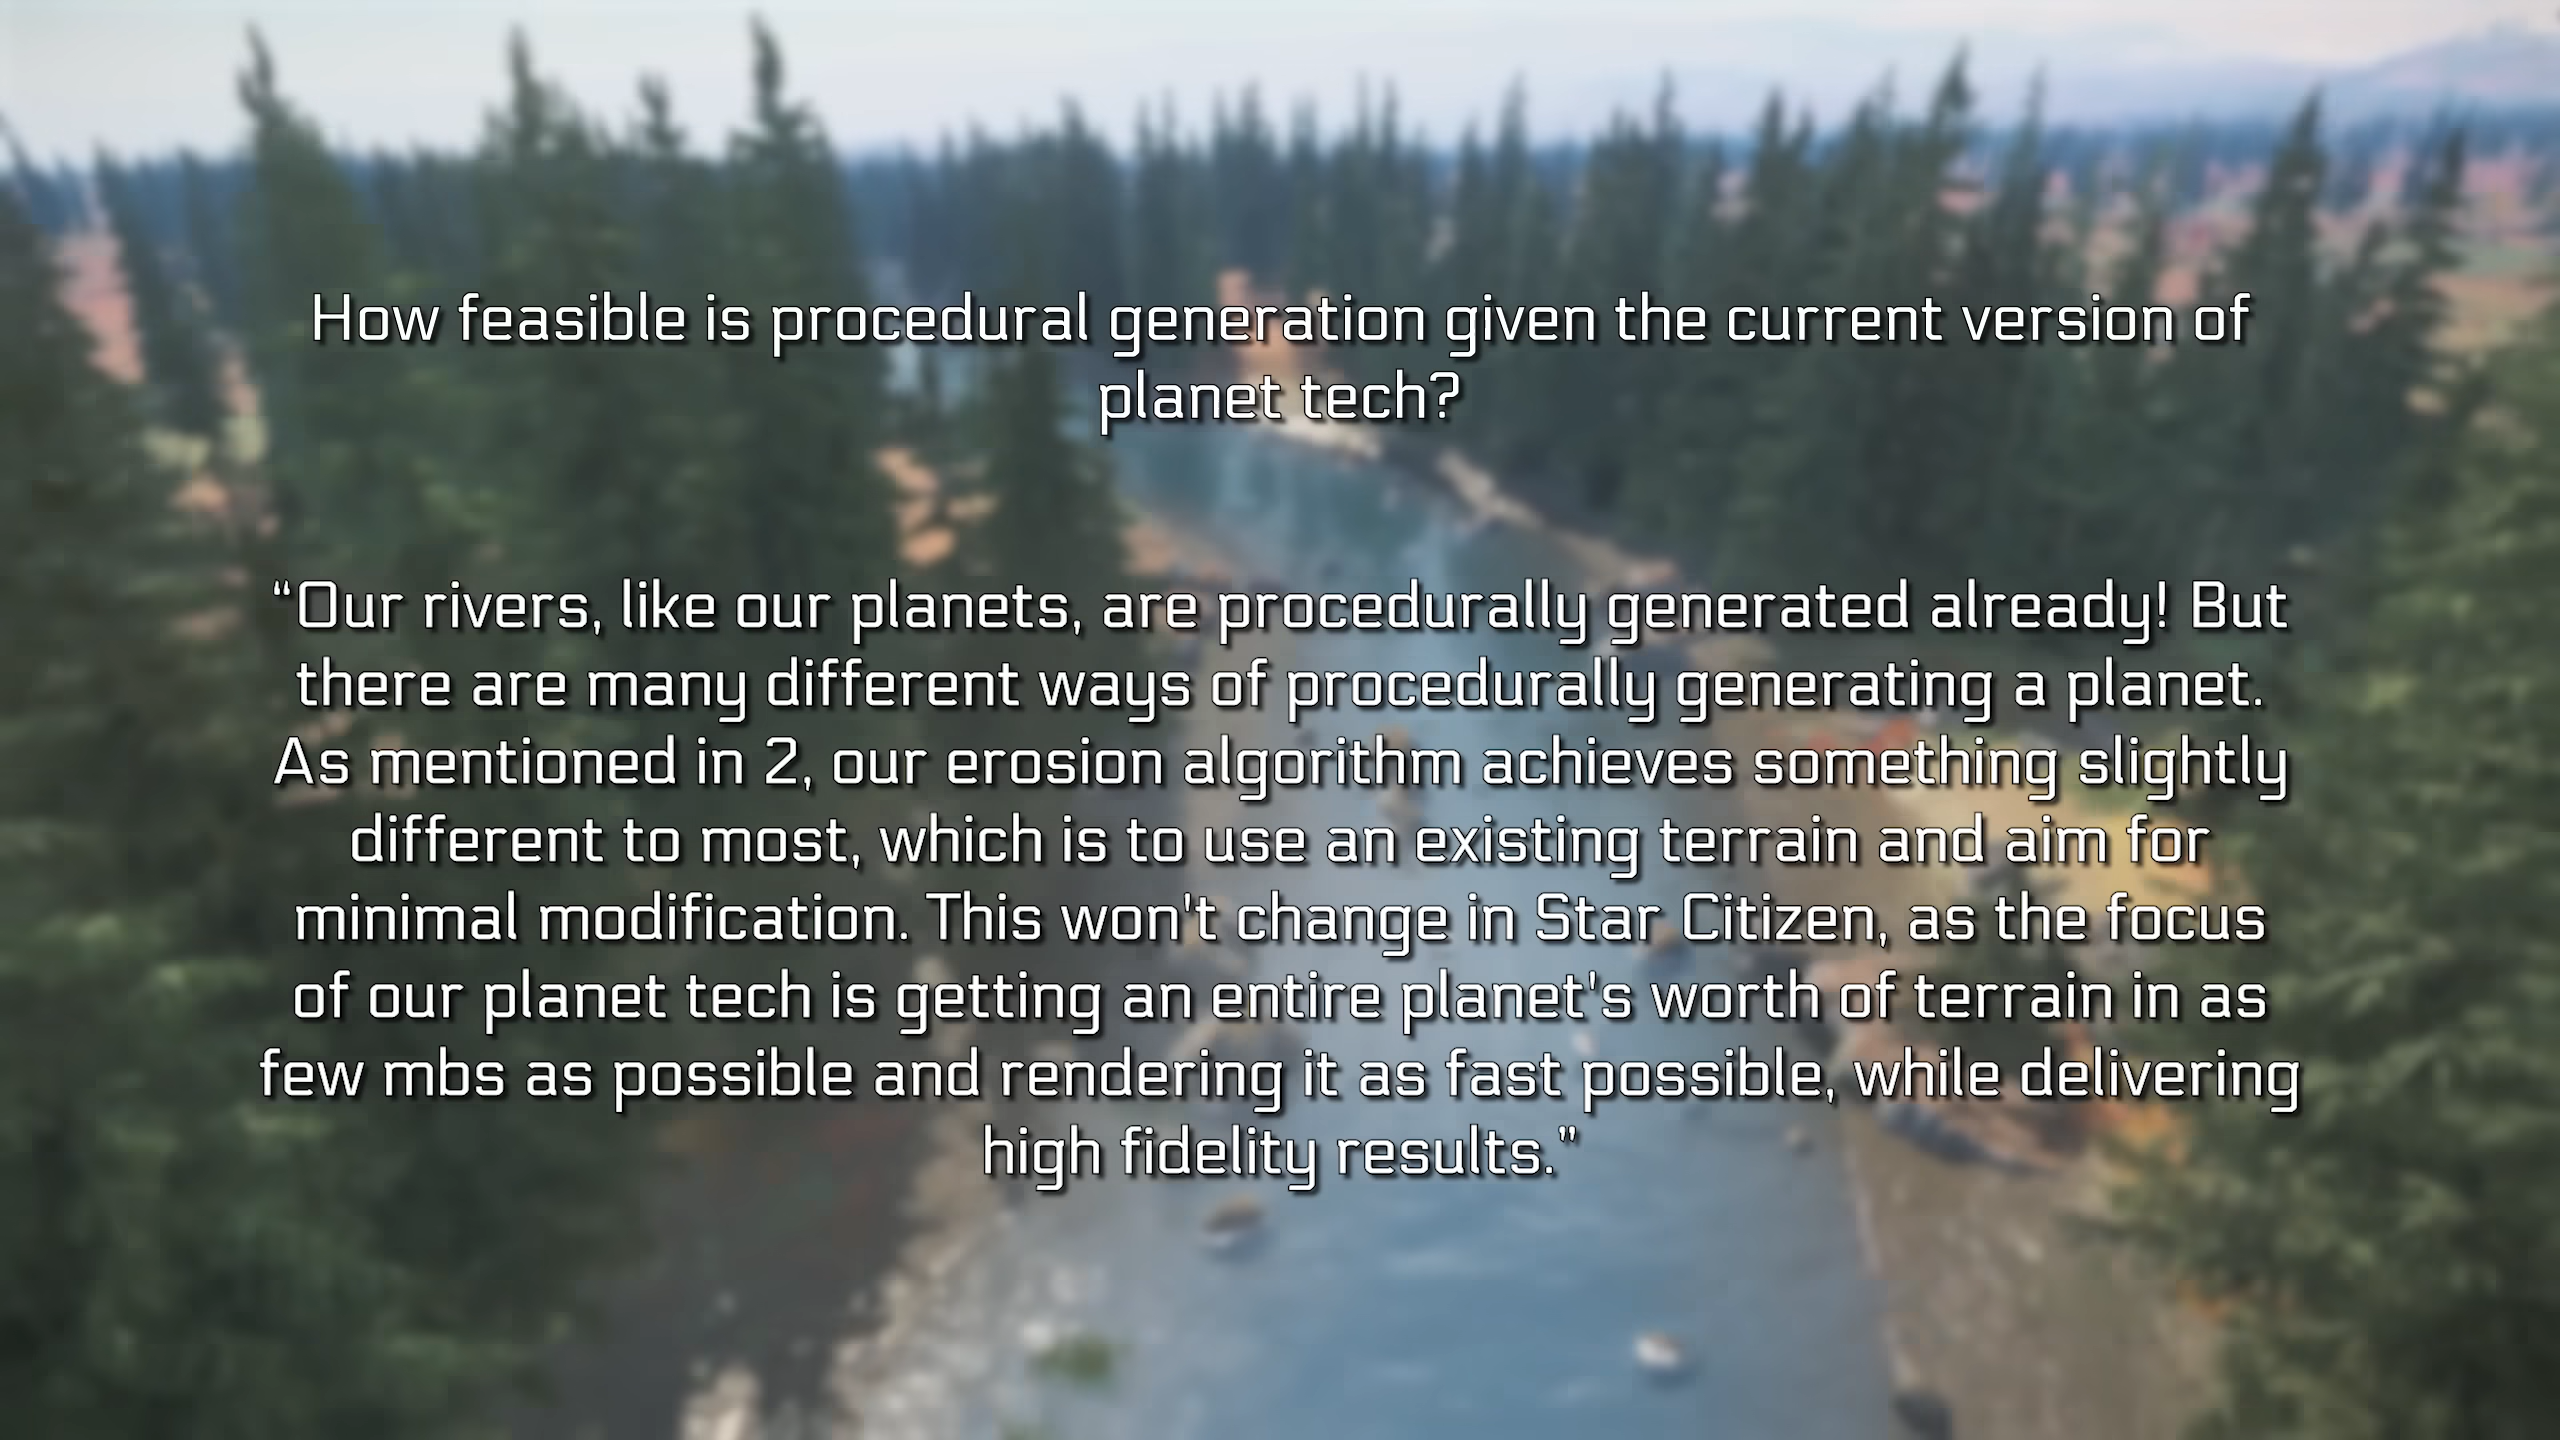 How feasible is procedural generation given the current version of
planet tech?
“Our rivers, like our planets, are procedurally generated already! But
there are many different ways of procedurally generating a planet.
As mentioned in 2, our erosion algorithm achieves something slightly
different to most, which is to use an existing terrain and aim for
minimal modification. This won't change in Star Citizen, as the focus
of our planet tech is getting an entire planet's worth of terrain in as
few mbs as possible and rendering it as fast possible, while delivering
high fidelity results.”